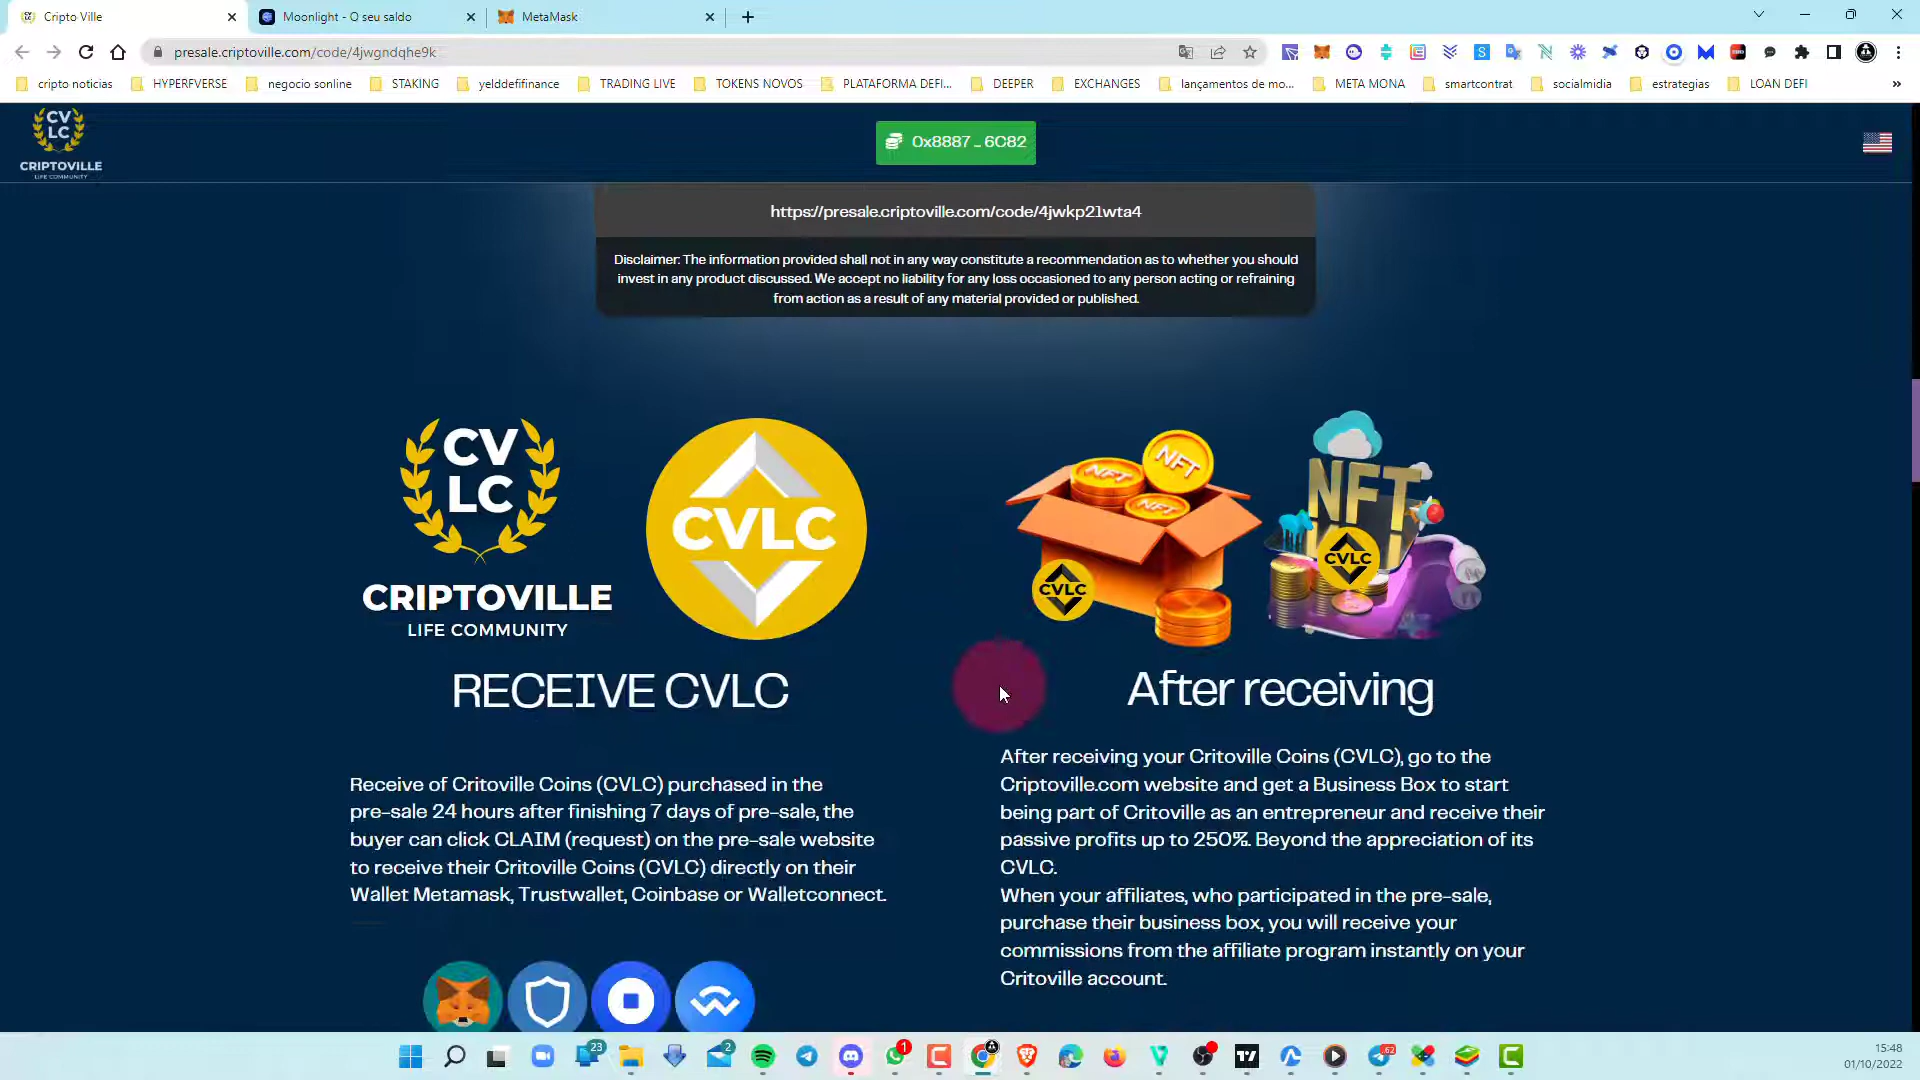 Cripto Ville
Moonlight - O seu saldo
MetaMask
presale.criptoville.com/code/4jwgndqhe9k
cripto noticias
HYPERFVERSE
negocio sonline
STAKING
yelddeffinance
TRADING LIVE
TOKENS NOVOS
PLATAFORMA DEFI...
DEEPER
EXCHANGES
lançamentos de mo...
META MONA
smartcontrat
socialmidia
estrategias
LOAN DEFI
»
CV
LC
CRIPTOVILLE
LIFE COMMUNITY
0x8887 _ 6C82
https://presale.criptoville.com/code/4jwkp2lwta4
Disclaimer: The information provided shall not in any way constitute a recommendation as to whether you should
invest in any product discussed. We accept no liability for any loss occasioned to any person acting or refraining
from action as a result of any material provided or published.
CV
LC
CRIPTOVILLE
LIFE COMMUNITY
CVLC
NFT
NFT
NFT
CVLC
NFT
CVLC
RECEIVE CVLC
Receive of Critoville Coins (CVLC) purchased in the
pre-sale 24 hours after finishing 7 days of pre-sale, the
buyer can click CLAIM (request) on the pre-sale website
to receive their Critoville Coins (CVLC) directly on their
Wallet Metamask, Trustwallet, Coinbase or Walletconnect.
After receiving
After receiving your Critoville Coins (CVLC), go to the
Criptoville.com website and get a Business Box to start
being part of Critoville as an entrepreneur and receive their
passive profits up to 250%. Beyond the appreciation of its
CVLC.
When your affiliates, who participated in the pre-sale,
purchase their business box, you will receive your
commissions from the affiliate program instantly on your
Critoville account.
23
2
1
62
15:48
01/10/2022